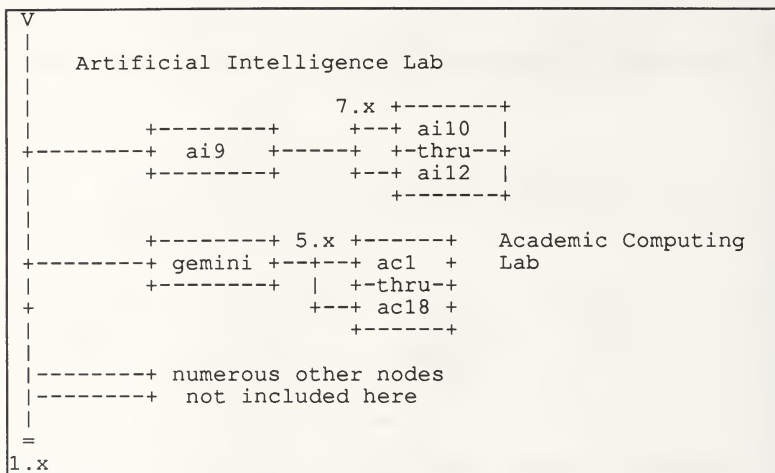 V
Artificial Intelligence Lab
7.x
ai10
ai9 thru
ai12
5.x Academic Computing
gemini ac1 Lab
thru
ac18
numerous other nodes
not included here
=
1.x